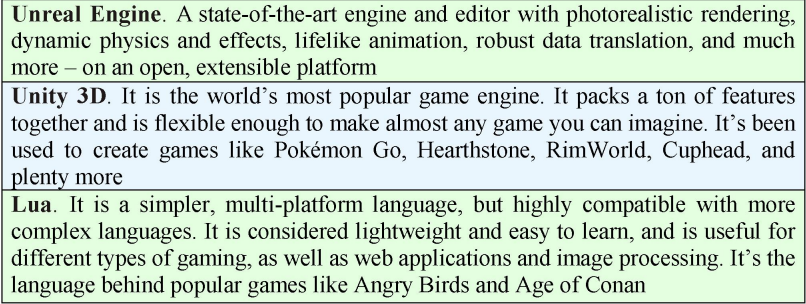 Unreal Engine. A state-of-the-art engine and editor with photorealistic rendering,
dynamic physics and effects, lifelike animation, robust data translation, and much
more – on an open, extensible platform
Unity 3D. It is the world’s most popular game engine. It packs a ton of features
together and is flexible enough to make almost any game you can imagine. It’s been
used to create games like Pokémon Go, Hearthstone, RimWorld, Cuphead, and
plenty more
Lua. It is a simpler, multi-platform language, but highly compatible with more
complex languages. It is considered lightweight and easy to learn, and is useful for
different types of gaming, as well as web applications and image processing. It’s the
language behind popular games like Angry Birds and Age of Conan